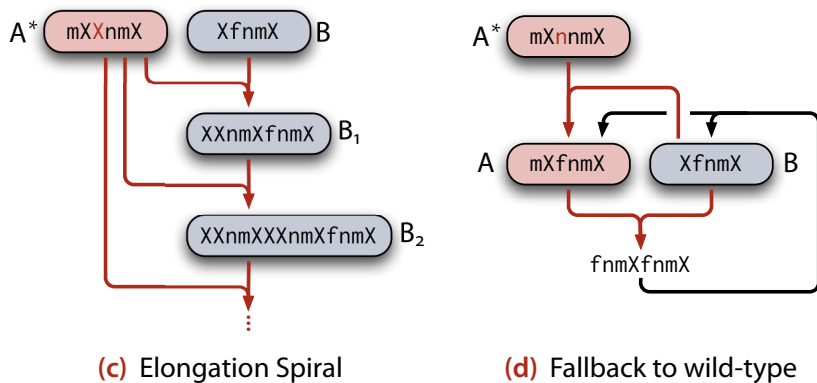 A* mXXnmX XfnmX B
XXnmXfnmX B₁
XXnmXXXnmXfnmX B₂
...
(c) Elongation Spiral
A* mXnnmX
A mXfnmX XfnmX B
fnmXfnmX
(d) Fallback to wild-type